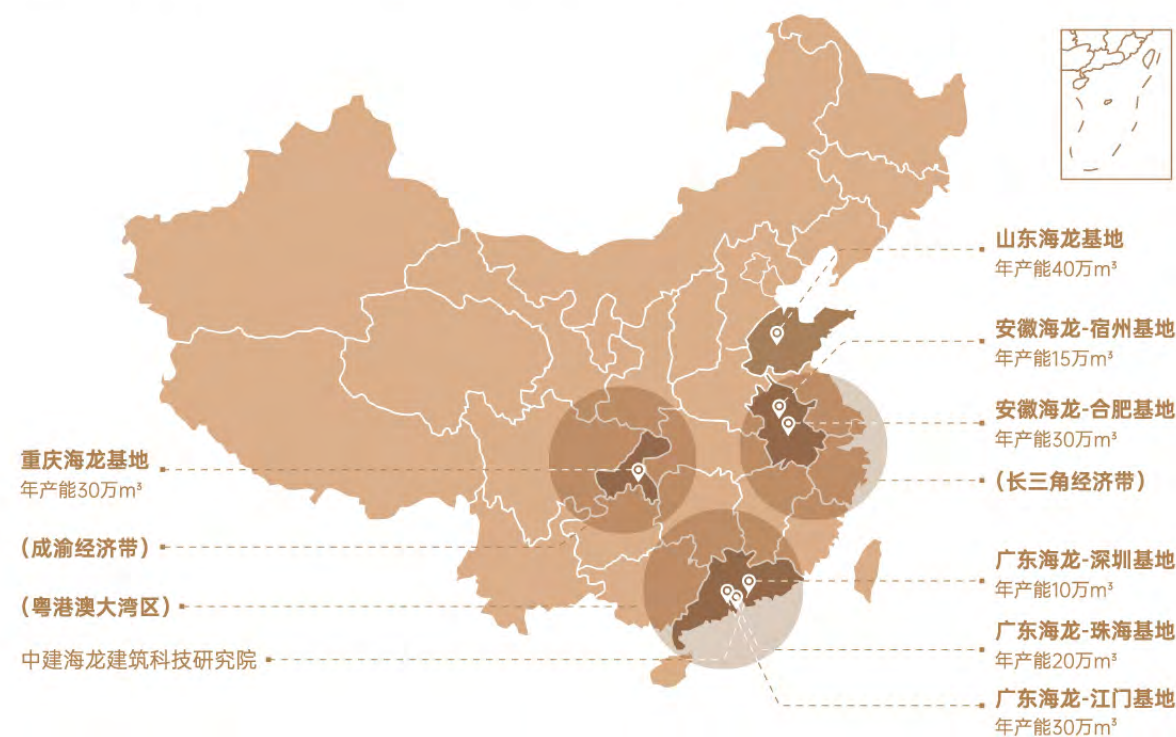 山东海龙基地
年产能40万m³
安徽海龙-宿州基地
年产能15万m³
安徽海龙-合肥基地
年产能30万m³
(长三角经济带)
重庆海龙基地
年产能30万m³
(成渝经济带)
(粤港澳大湾区)
中建海龙建筑科技研究院
广东海龙-深圳基地
年产能10万m³
广东海龙-珠海基地
年产能20万m³
广东海龙-江门基地
年产能30万m³